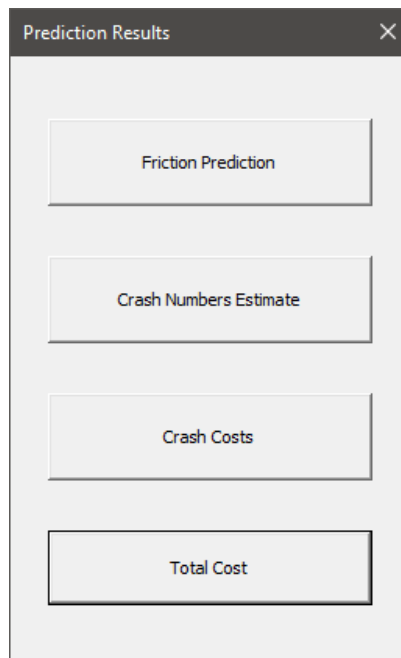 Prediction Results
Friction Prediction
Crash Numbers Estimate
Crash Costs
Total Cost